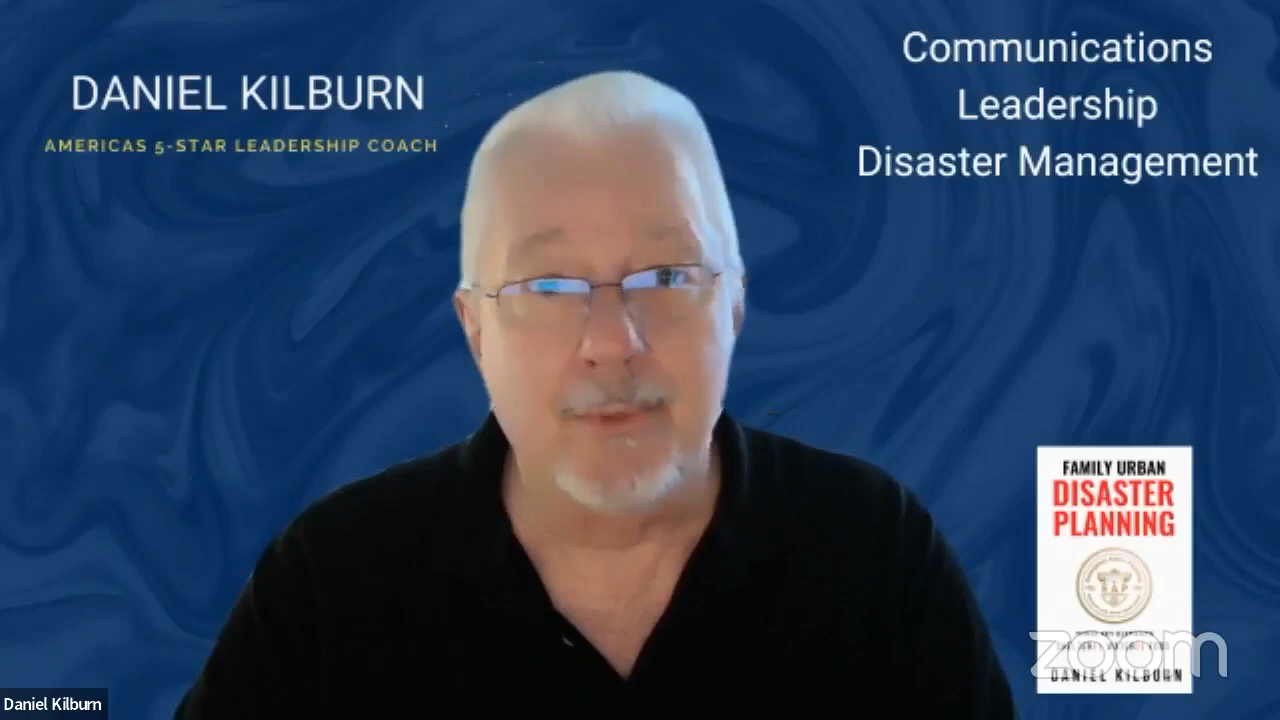 DANIEL KILBURN
AMERICAS 5-STAR LEADERSHIP COACH
Communications
Leadership
Disaster Management
FAMILY URBAN
DISASTER
PLANNING
zoom
DANIEL KILBURN
Daniel Kilburn